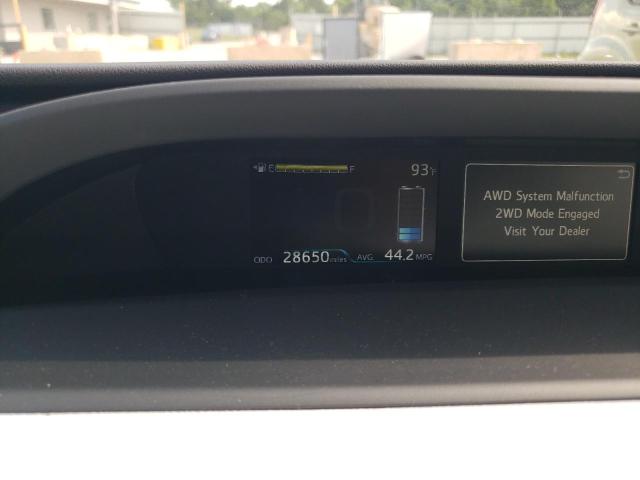 E F 93°F
AWD System Malfunction
2WD Mode Engaged
Visit Your Dealer
ODO 28650 miles AVG 44.2 MPG